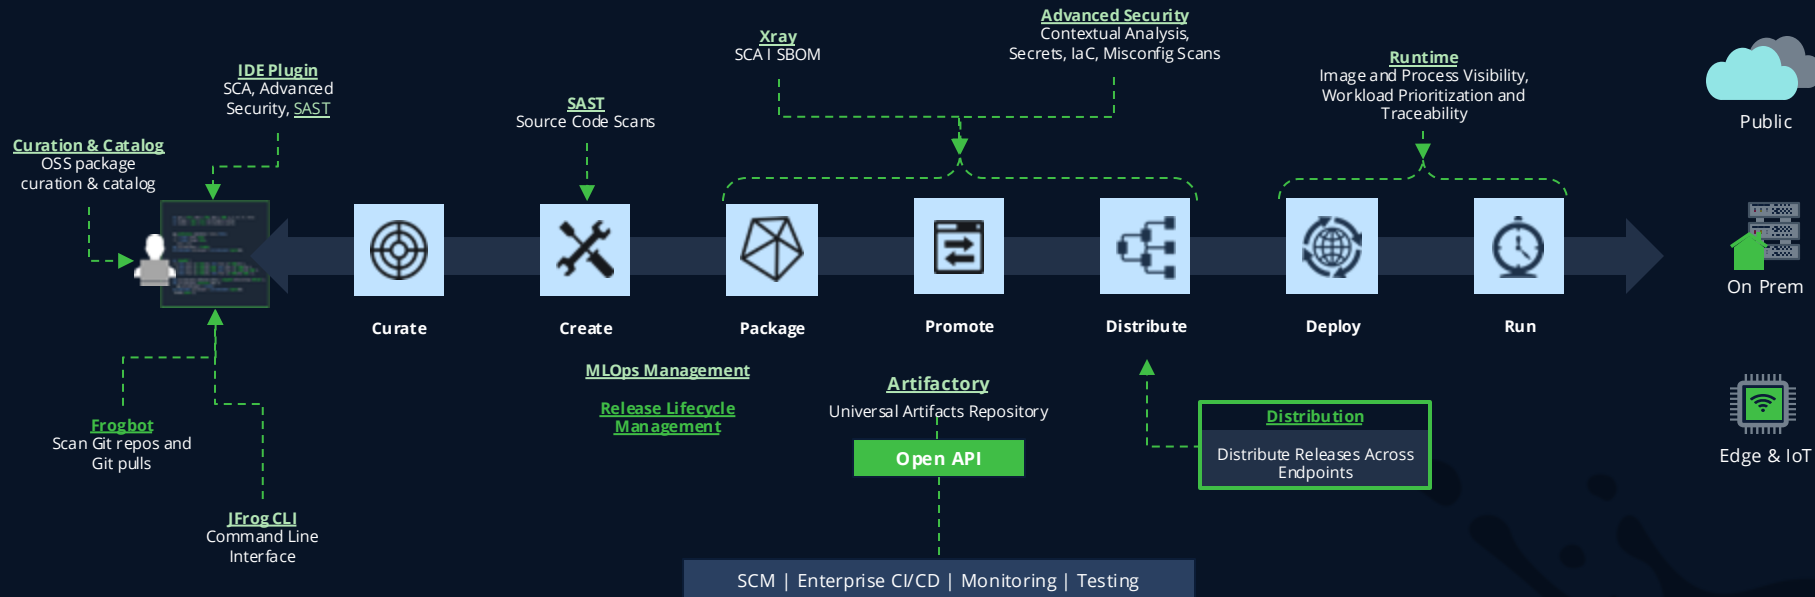 Advanced Security
Contextual Analysis,
Secrets, IaC, Misconfig Scans
Xray
SCA I SBOM
Runtime
Image and Process Visibility,
Workload Prioritization and
Traceability
IDE Plugin
SCA, Advanced
Security, SAST
SAST
Source Code Scans
Curation & Catalog
OSS package
curation & catalog
Public
On Prem
Edge & IoT
Curate
Create
Package
Promote
Distribute
Deploy
Run
MLOps Management
Release Lifecycle
Management
Artifactory
Universal Artifacts Repository
Open API
Distribution
Distribute Releases Across
Endpoints
Frogbot
Scan Git repos and
Git pulls
JFrog CLI
Command Line
Interface
SCM | Enterprise CI/CD | Monitoring | Testing